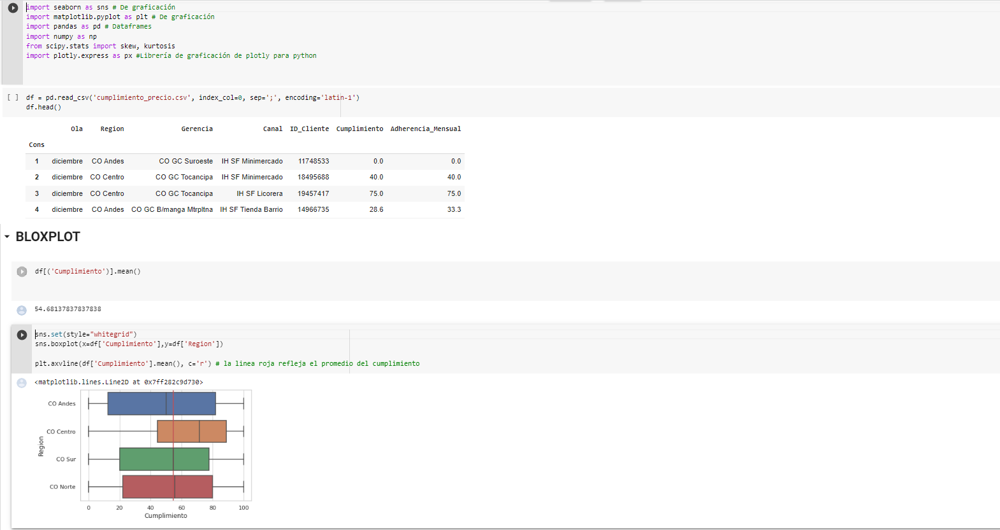 import seaborn as sns # De graficación
import matplotlib.pyplot as plt # De graficación
import pandas as pd # Dataframes
import numpy as np
from scipy.stats import skew, kurtosis
import plotly.express as px #Librería de graficación de plotly para python
[ ] df = pd.read_csv('cumplimiento_precio.csv', index_col=0, sep=';', encoding='latin-1')
df.head()
Ola Region Gerencia Canal ID_Cliente Cumplimiento Adherencia_Mensual
Cons
1 diciembre CO Andes CO GC Suroeste IH SF Minimercado 11748533 0.0 0.0
2 diciembre CO Centro CO GC Tocancipa IH SF Minimercado 18495688 40.0 40.0
3 diciembre CO Centro CO GC Tocancipa IH SF Licorera 19457417 75.0 75.0
4 diciembre CO Andes CO GC B/manga Mtrpltna IH SF Tienda Barrio 14966735 28.6 33.3
BLOXPLOT
df[('Cumplimiento')].mean()
54.68137837837838
sns.set(style="whitegrid")
sns.boxplot(x=df['Cumplimiento'],y=df['Region'])
plt.axvline(df['Cumplimiento'].mean(), c='r') # la linea roja refleja el promedio del cumplimiento
<matplotlib.lines.Line2D at 0x7ff282c9d730>
CO Andes
CO Centro
CO Sur
CO Norte
Region
0 20 40 60 80 100
Cumplimiento